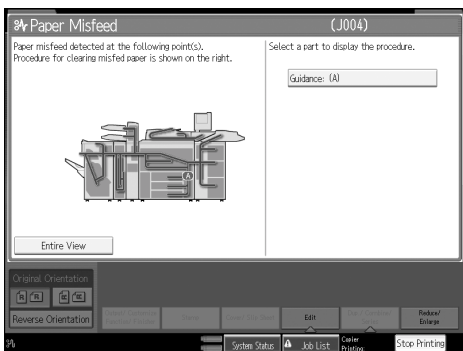 Paper Misfeed
(J004)
Paper misfeed detected at the following point(s).
Procedure for clearing misfed paper is shown on the right.
Select a part to display the procedure.
Guidance: (A)
A
Entire View
Original Orientation
Reverse Orientation
Edit
Reduce/
Enlarge
System Status
Job List
Copier
Printing
Stop Printing